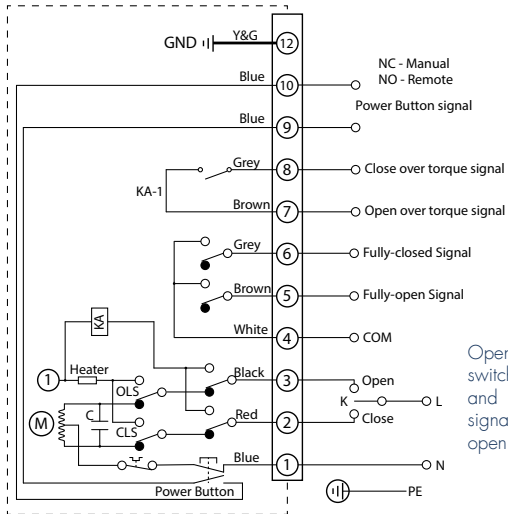 GND Y&G 12
NC - Manual
NO - Remote
Blue 10
Power Button signal
Blue 9
Grey 8 Close over torque signal
KA-1
Brown 7 Open over torque signal
Grey 6 Fully-closed Signal
Brown 5 Fully-open Signal
White 4 COM
KA
1 Heater
OLS
Black 3 Open
K L
M C
CLS
Red 2 Close
Blue 1 N
Power Button
PE
Open
switch
and
open